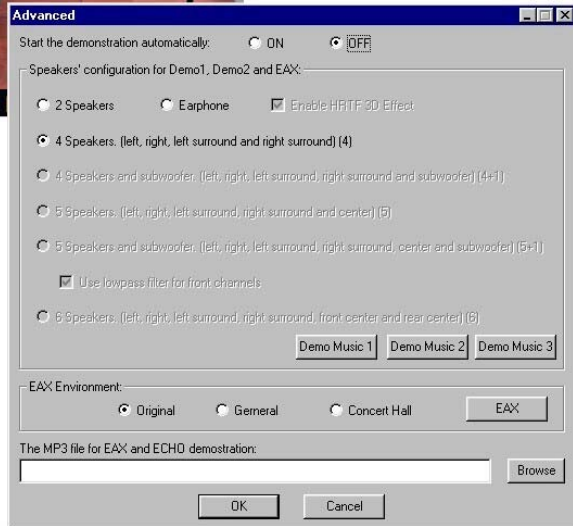 Advanced
Start the demonstration automatically: ON OFF
Speakers' configuration for Demo1, Demo2 and EAX:
2 Speakers Earphone Enable HRTF 3D Effect
4 Speakers. (left, right, left surround and right surround) (4)
4 Speakers and subwoofer. (left, right, left surround, right surround and subwoofer) (4+1)
5 Speakers. (left, right, left surround, right surround and center) (5)
5 Speakers and subwoofer. (left, right, left surround, right surround, center and subwoofer) (5+1)
Use lowpass filter for front channels
6 Speakers. (left, right, left surround, right surround, front center and rear center) (6)
Demo Music 1 Demo Music 2 Demo Music 3
EAX Environment:
Original Gerneral Concert Hall EAX
The MP3 file for EAX and ECHO demostration:
Browse
OK Cancel